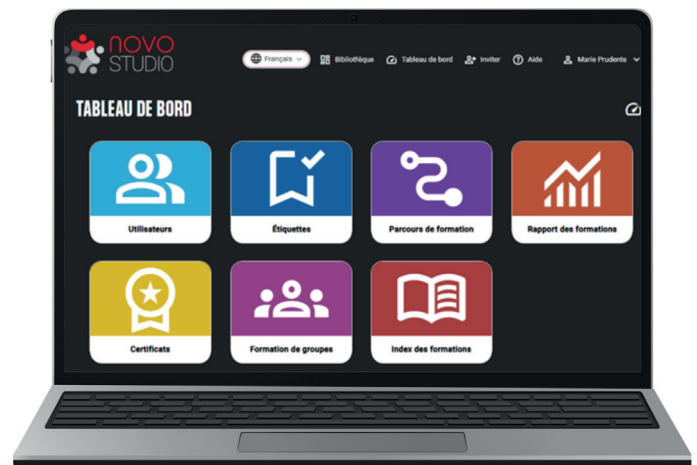 NOVO
STUDIO
Français
Bibliothèque
Tableau de bord
Inviter
Aide
Marie Prudente
TABLEAU DE BORD
Utilisateurs
Étiquettes
Parcours de formation
Rapport des formations
Certificats
Formation de groupes
Index des formations